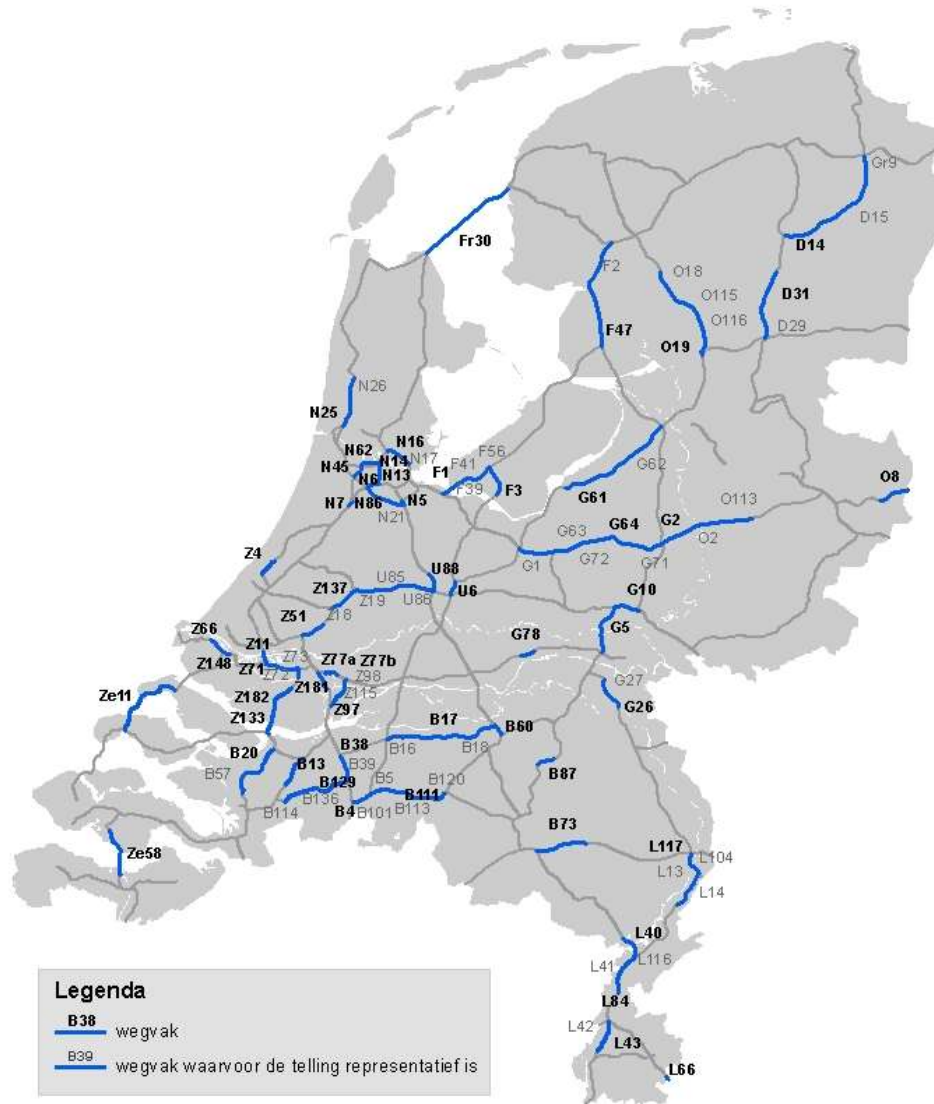 Gr9
D15
Fr30
D14
F2
O18
D31
O115
O116
D29
F47
O19
N26
N25
N16
N62
N14
N17
F56
N45
F41
G62
N6
N13
F1
O8
F39
F3
G61
N7
N86
N5
N21
O113
G63
G64
G2
O2
Z4
G1
G72
G71
U88
U85
Z137
Z19
U86
U6
G10
Z18
Z51
Z66
G78
G5
Z11
Z73
Z77a
Z77b
Z148
Z71
Z72
Z98
Z181
Z115
G27
Ze11
Z182
Z97
G26
Z133
B17
B60
B20
B38
B16
B18
B57
B13
B39
B5
B120
B87
B129
B136
B111
B114
B4
B101
B113
B73
L117
L104
Ze58
L13
L14
L40
L41
L116
L84
L42
L43
L66
Legenda
B38
wegvak
B39
wegvak waarvoor de telling representatief is